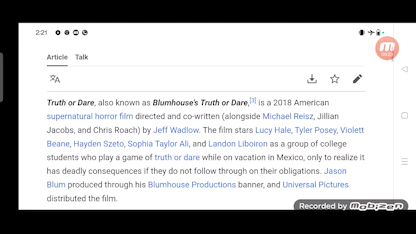 2:21
Article Talk
Truth or Dare, also known as Blumhouse's Truth or Dare,[3] is a 2018 American
supernatural horror film directed and co-written (alongside Michael Reisz, Jillian
Jacobs, and Chris Roach) by Jeff Wadlow. The film stars Lucy Hale, Tyler Posey, Violett
Beane, Hayden Szeto, Sophia Taylor Ali, and Landon Liboiron as a group of college
students who play a game of truth or dare while on vacation in Mexico, only to realize it
has deadly consequences if they do not follow through on their obligations. Jason
Blum produced through his Blumhouse Productions banner, and Universal Pictures
distributed the film.
Recorded by mobizen